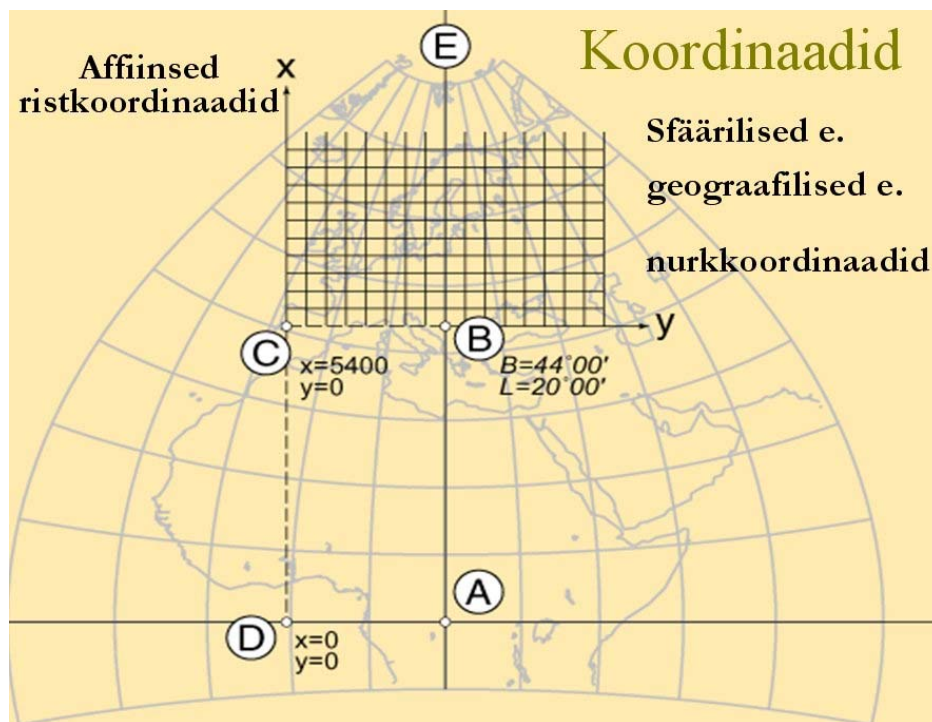 Koordinaadid
Affiinsed
ristkoordinaadid
x
E
Sfäärilised e.
geograafilised e.
nurkkoordinaadid
y
C
B
x=5400
y=0
B=44°00'
L=20°00'
A
D
x=0
y=0